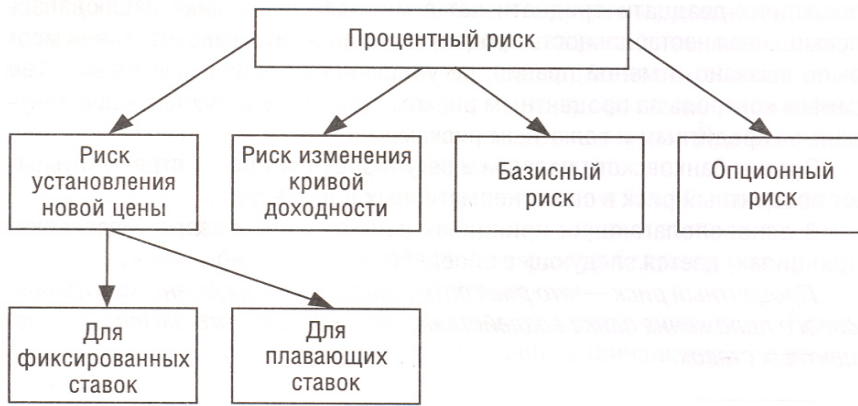 Процентный риск
Риск
установления
новой цены
Риск изменения
кривой
доходности
Базисный
риск
Опционный
риск
Для
фиксированных
ставок
Для
плавающих
ставок